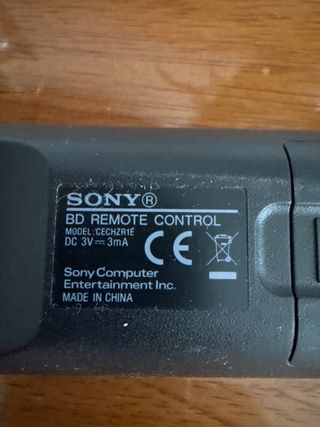 SONY®
BD REMOTE CONTROL
MODEL:CECHZR1E
DC 3V⎓3mA
CE
Sony Computer
Entertainment Inc.
MADE IN CHINA